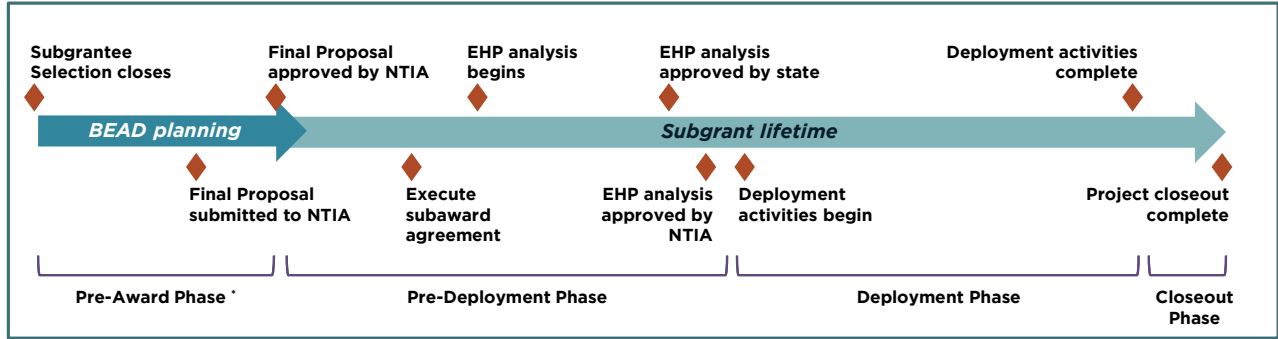 Subgrantee
Selection closes
Final Proposal
approved by NTIA
EHP analysis
begins
EHP analysis
approved by state
Deployment activities
complete
BEAD planning
Subgrant lifetime
Final Proposal
submitted to NTIA
Execute
subaward
agreement
EHP analysis
approved by
NTIA
Deployment
activities begin
Project closeout
complete
Pre-Award Phase *
Pre-Deployment Phase
Deployment Phase
Closeout
Phase